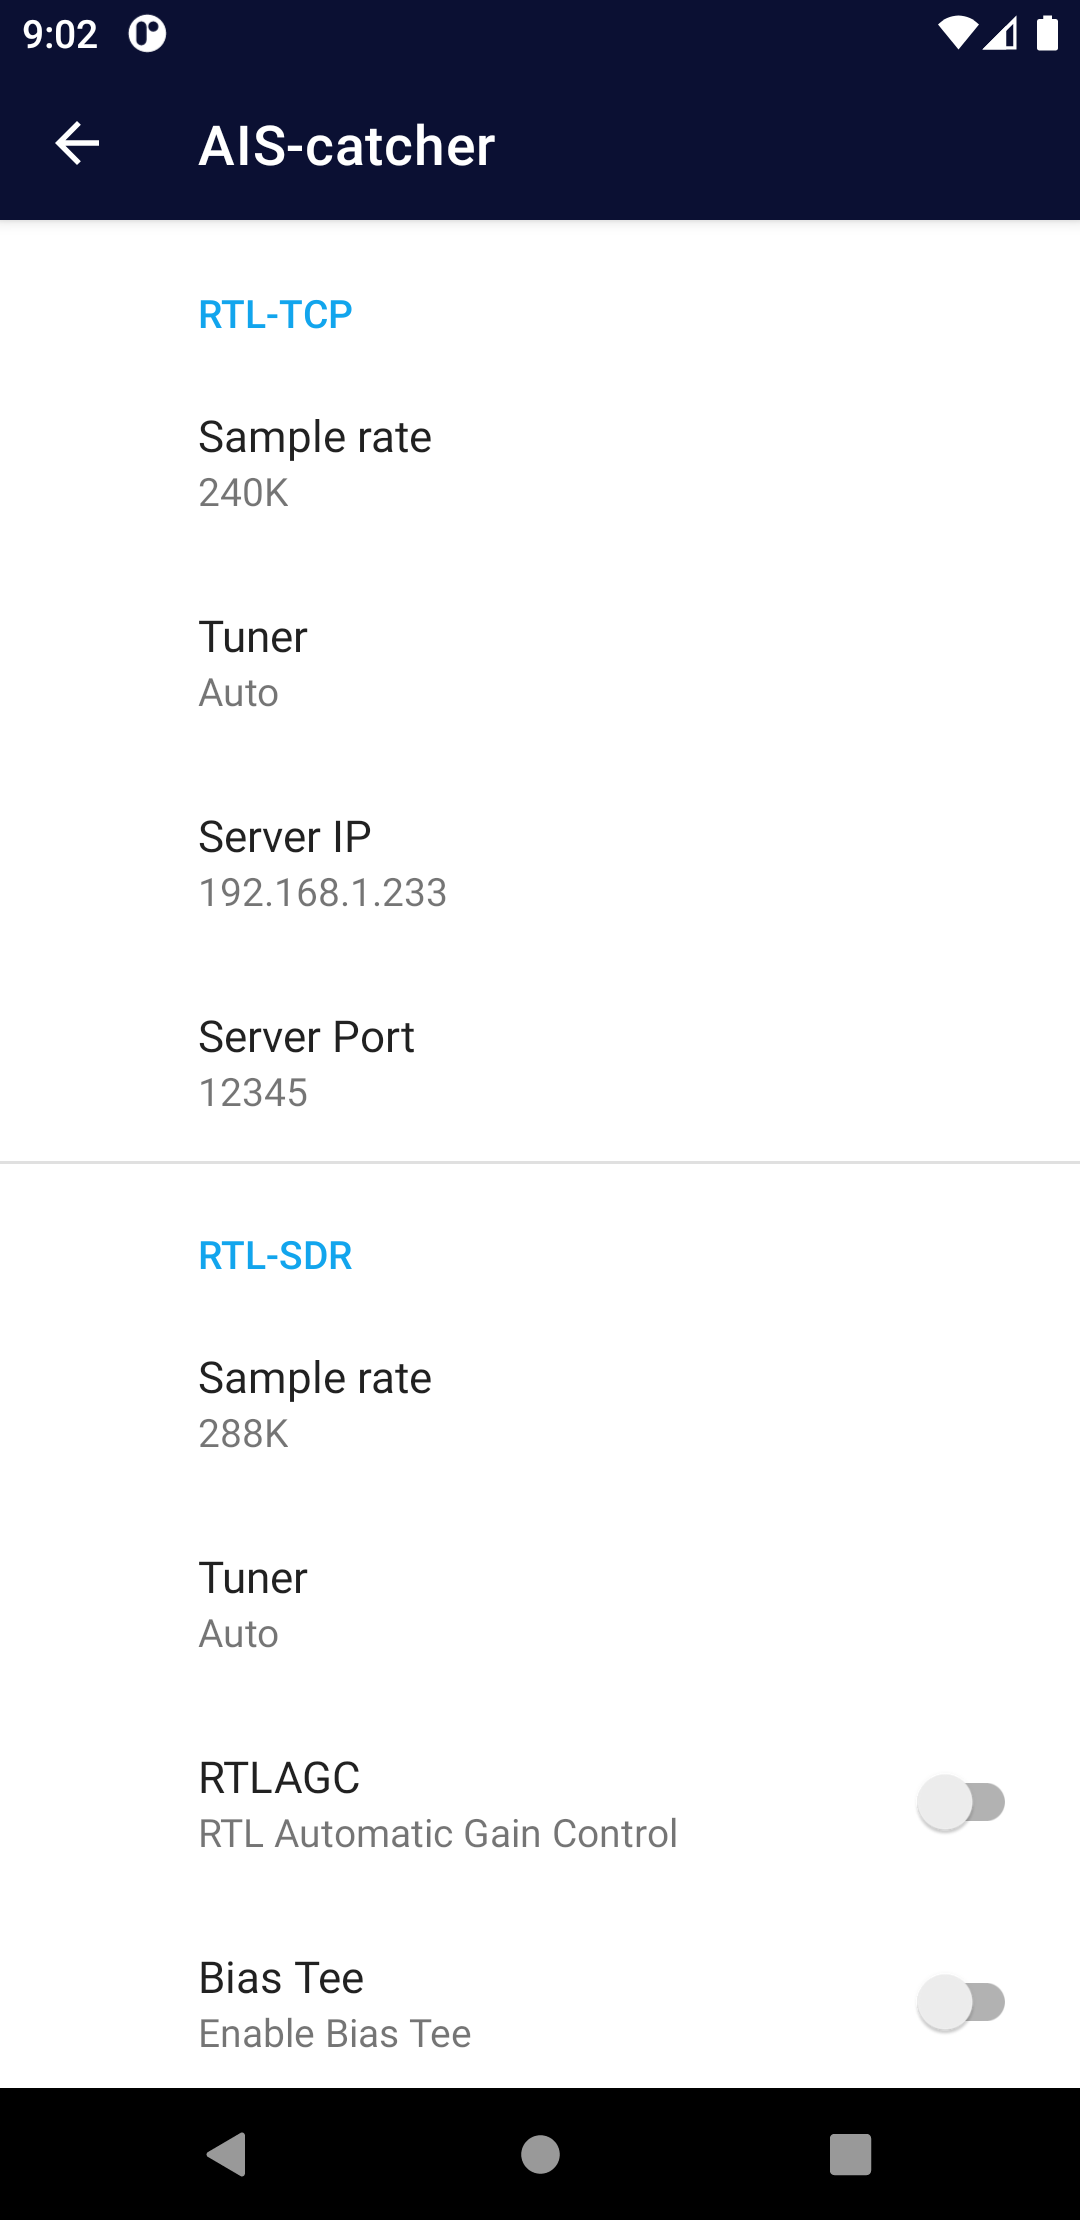 9:02
AIS-catcher
RTL-TCP
Sample rate
240K
Tuner
Auto
Server IP
192.168.1.233
Server Port
12345
RTL-SDR
Sample rate
288K
Tuner
Auto
RTLAGC
RTL Automatic Gain Control
Bias Tee
Enable Bias Tee